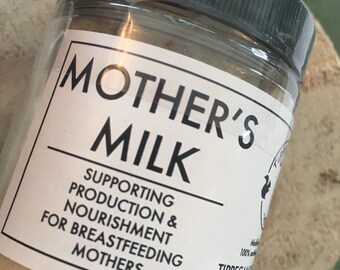 MOTHER'S
MILK
SUPPORTING
PRODUCTION &
NOURISHMENT
FOR BREASTFEEDING
MOTHERS
100%